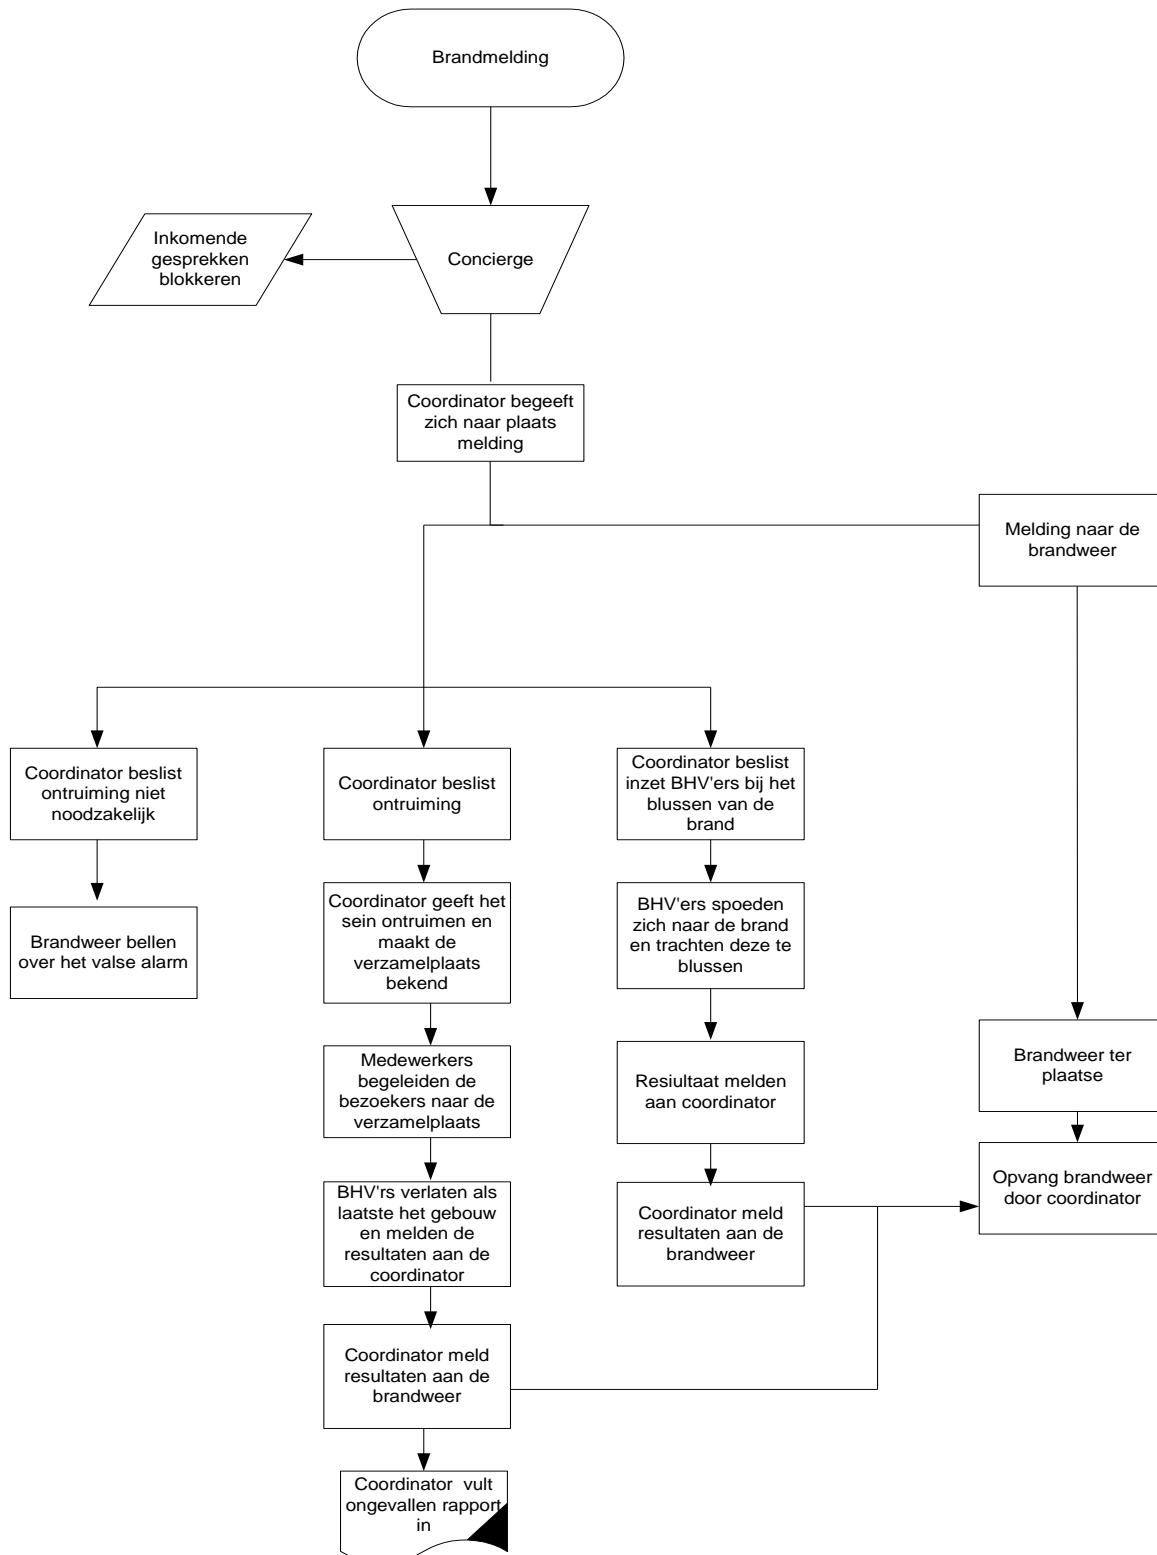 Brandmelding
Inkomende
gesprekken
blokkeren
Concierge
Coordinator begeeft
zich naar plaats
melding
Melding naar de
brandweer
Coordinator beslist
ontruiming niet
noodzakelijk
Coordinator beslist
ontruiming
Coordinator beslist
inzet BHV'ers bij het
blussen van de
brand
Brandweer bellen
over het valse alarm
Coordinator geeft het
sein ontruimen en
maakt de
verzamelplaats
bekend
BHV'ers spoeden
zich naar de brand
en trachten deze te
blussen
Medewerkers
begeleiden de
bezoekers naar de
verzamelplaats
Resiultaat melden
aan coordinator
Brandweer ter
plaatse
BHV'rs verlaten als
laatste het gebouw
en melden de
resultaten aan de
coordinator
Coordinator meld
resultaten aan de
brandweer
Opvang brandweer
door coordinator
Coordinator meld
resultaten aan de
brandweer
Coordinator vult
ongevallen rapport
in